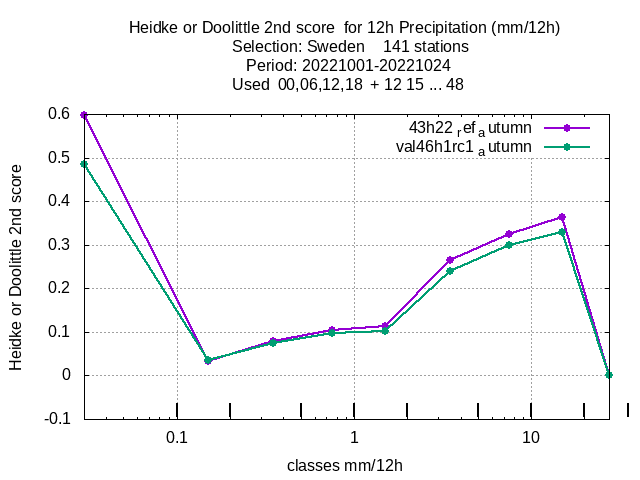 Heidke or Doolittle 2nd score  for 12h Precipitation (mm/12h)
Selection: Sweden    141 stations
Period: 20221001-20221024
Used  00,06,12,18  + 12 15 ... 48
43h22 ref a utumn
val46h1rc1 a utumn
Heidke or Doolittle 2nd score
0.6
0.5
0.4
0.3
0.2
0.1
0
-0.1
0.1 1 10
classes mm/12h